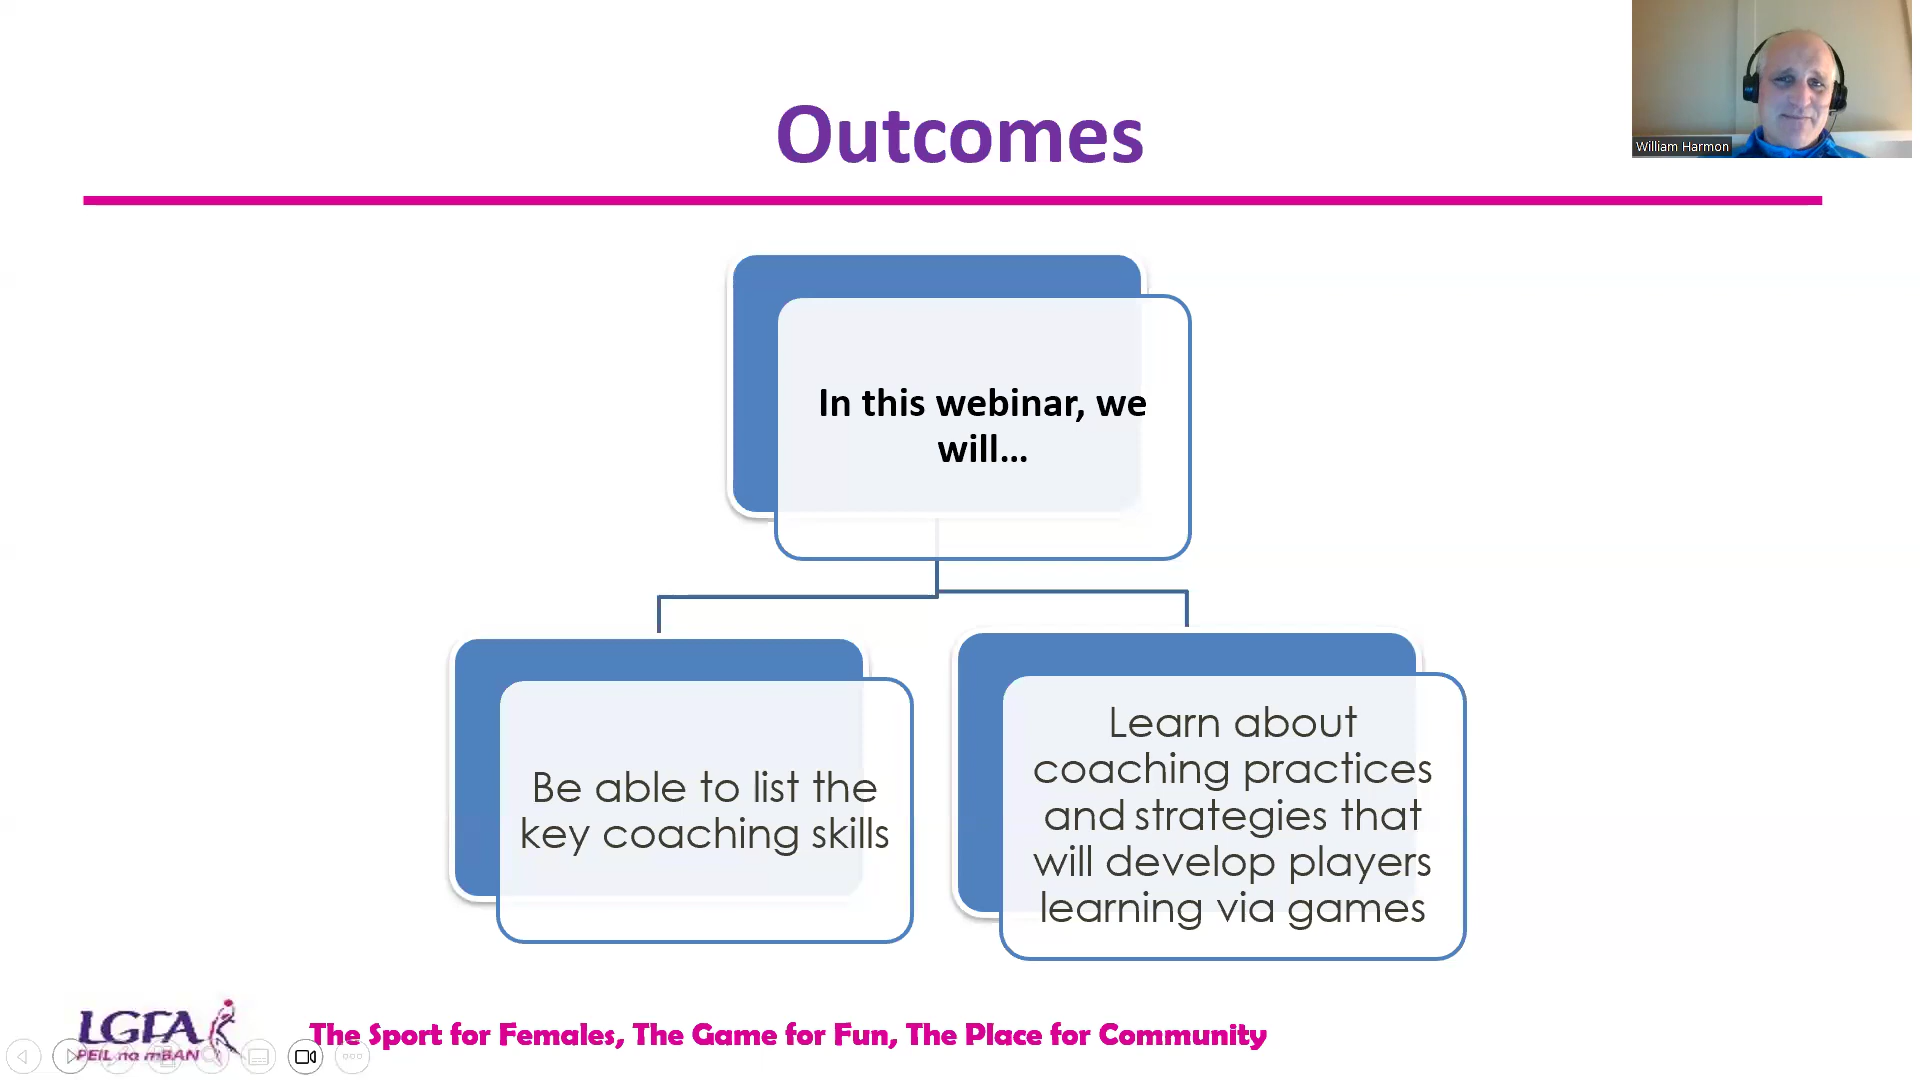 Outcomes
William Harmon
In this webinar, we
will...
Be able to list the
key coaching skills
Learn about
coaching practices
and strategies that
will develop players
learning via games
LGFA
PEIL na mBAN
The Sport for Females, The Game for Fun, The Place for Community